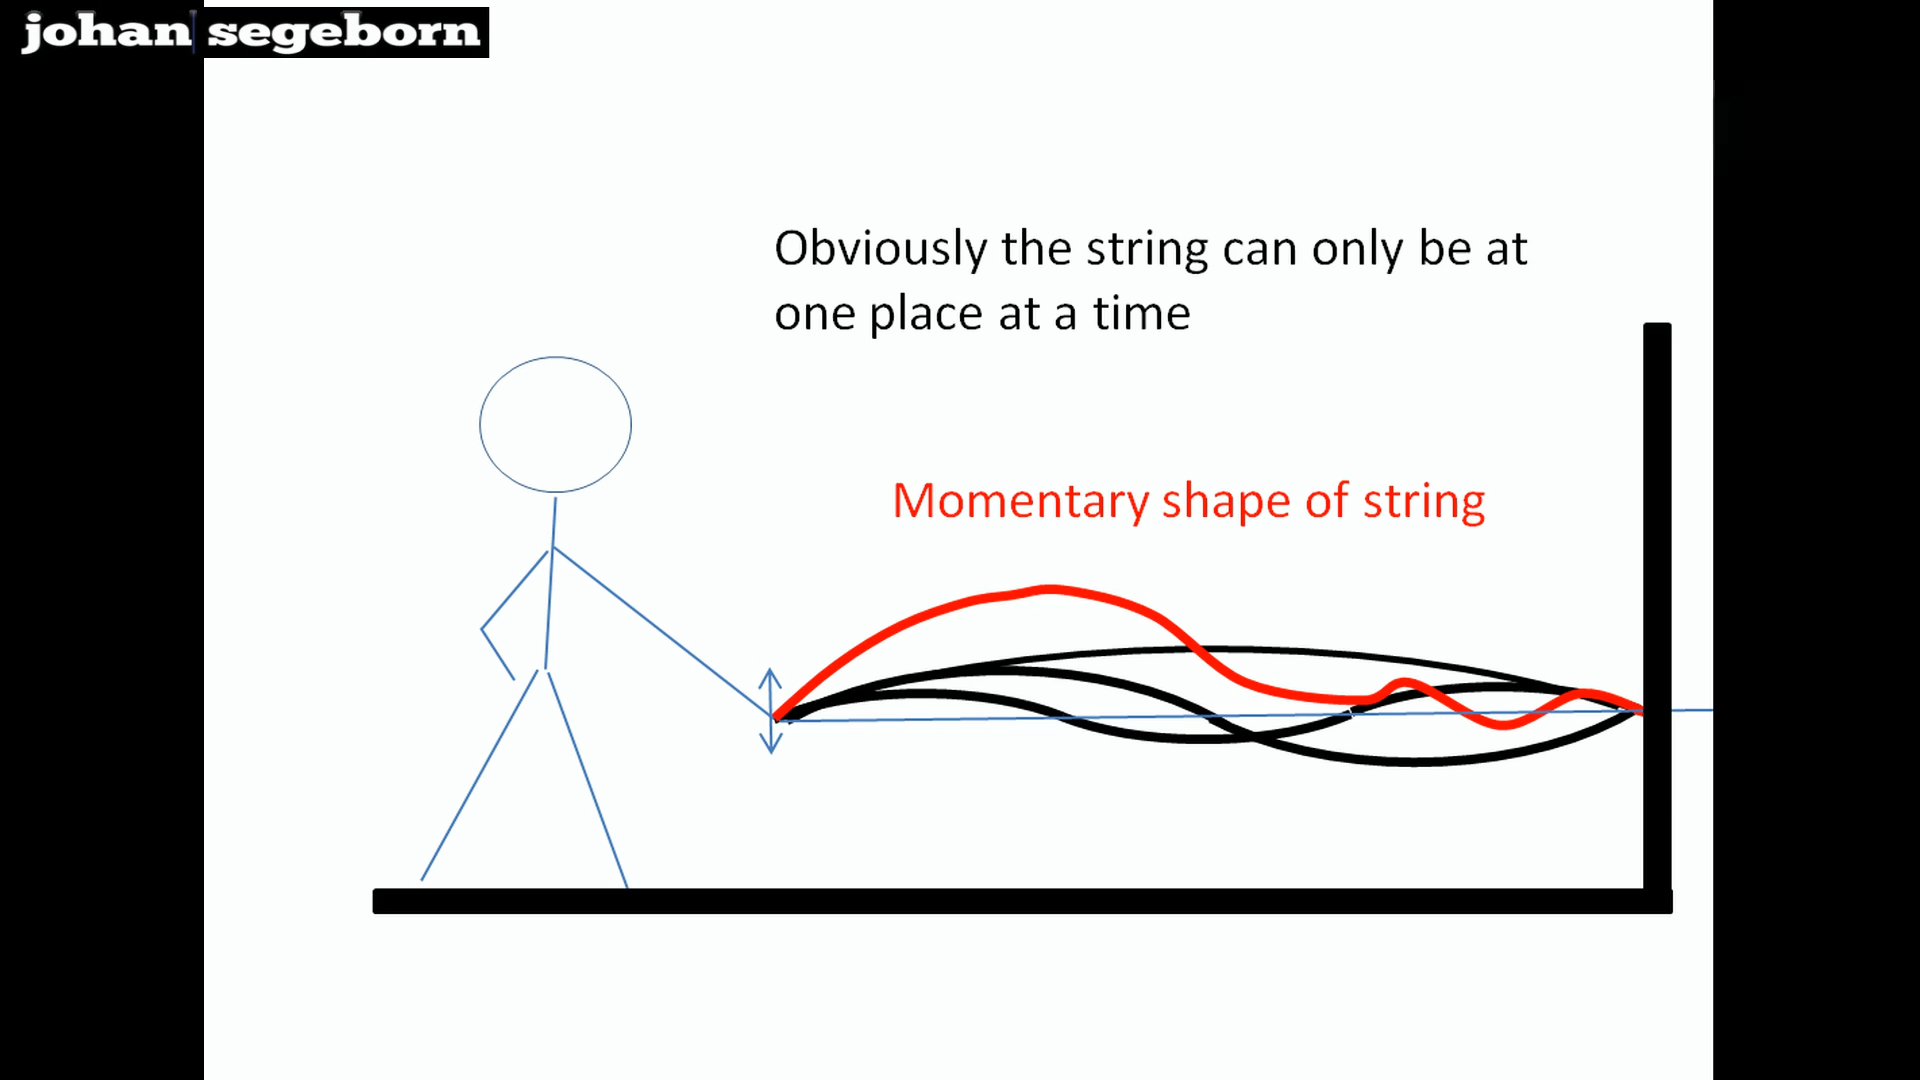 johan segeborn
Obviously the string can only be at
one place at a time
Momentary shape of string